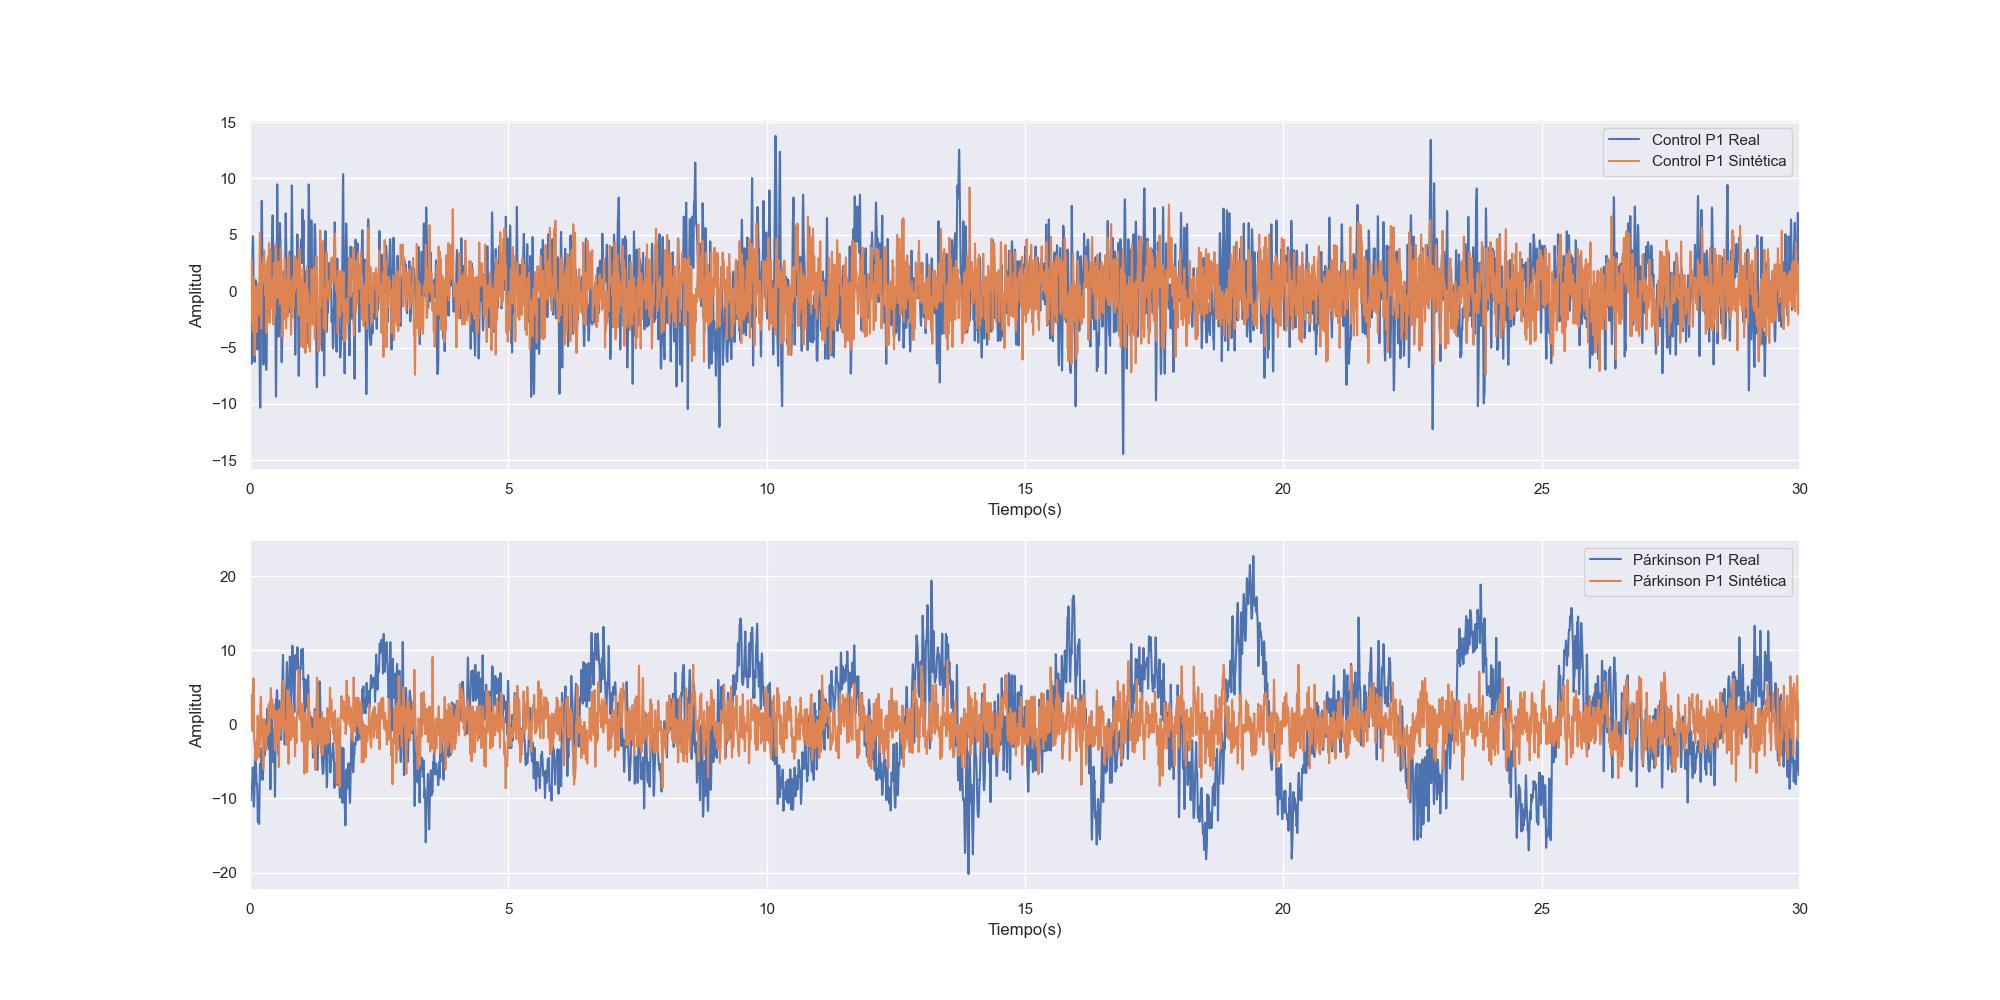 15
10
5
0
−5
−10
−15
Amplitud
Control P1 Real
Control P1 Sintética
0 5 10 15 20 25 30
Tiempo(s)
20
10
0
−10
−20
Amplitud
Párkinson P1 Real
Párkinson P1 Sintética
0 5 10 15 20 25 30
Tiempo(s)